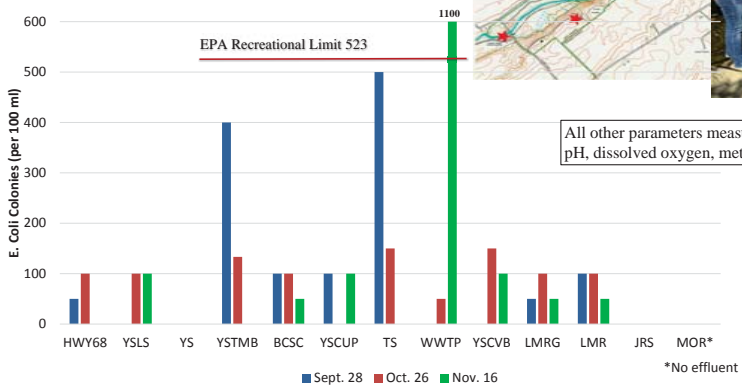 1100
600
EPA Recreational Limit 523
500
400
All other parameters meas
pH, dissolved oxygen, met
300
200
100
0
E. Coli Colonies (per 100 ml)
HWY68 YSLS YS YSTMB BCSC YSCUP TS WWTP YSCVB LMRG LMR JRS MOR*
*No effluent
Sept. 28 Oct. 26 Nov. 16